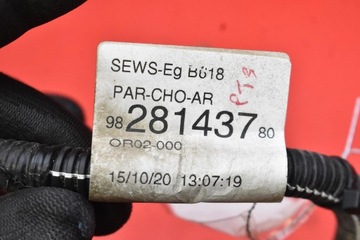 SEWS-Eg B618
PAR-CHO-AR
98 281437 80
OR02-000
15/10/20 13:07:19